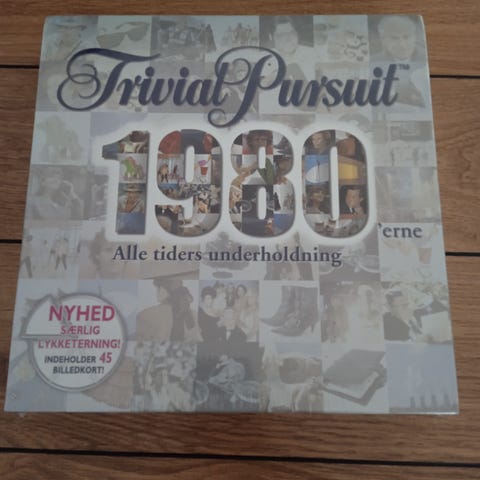 Trivial Pursuit™
1980'erne
Alle tiders underholdning
NYHED
SÆRLIG
LYKKETERNING!
INDEHOLDER 45
BILLEDKORT!